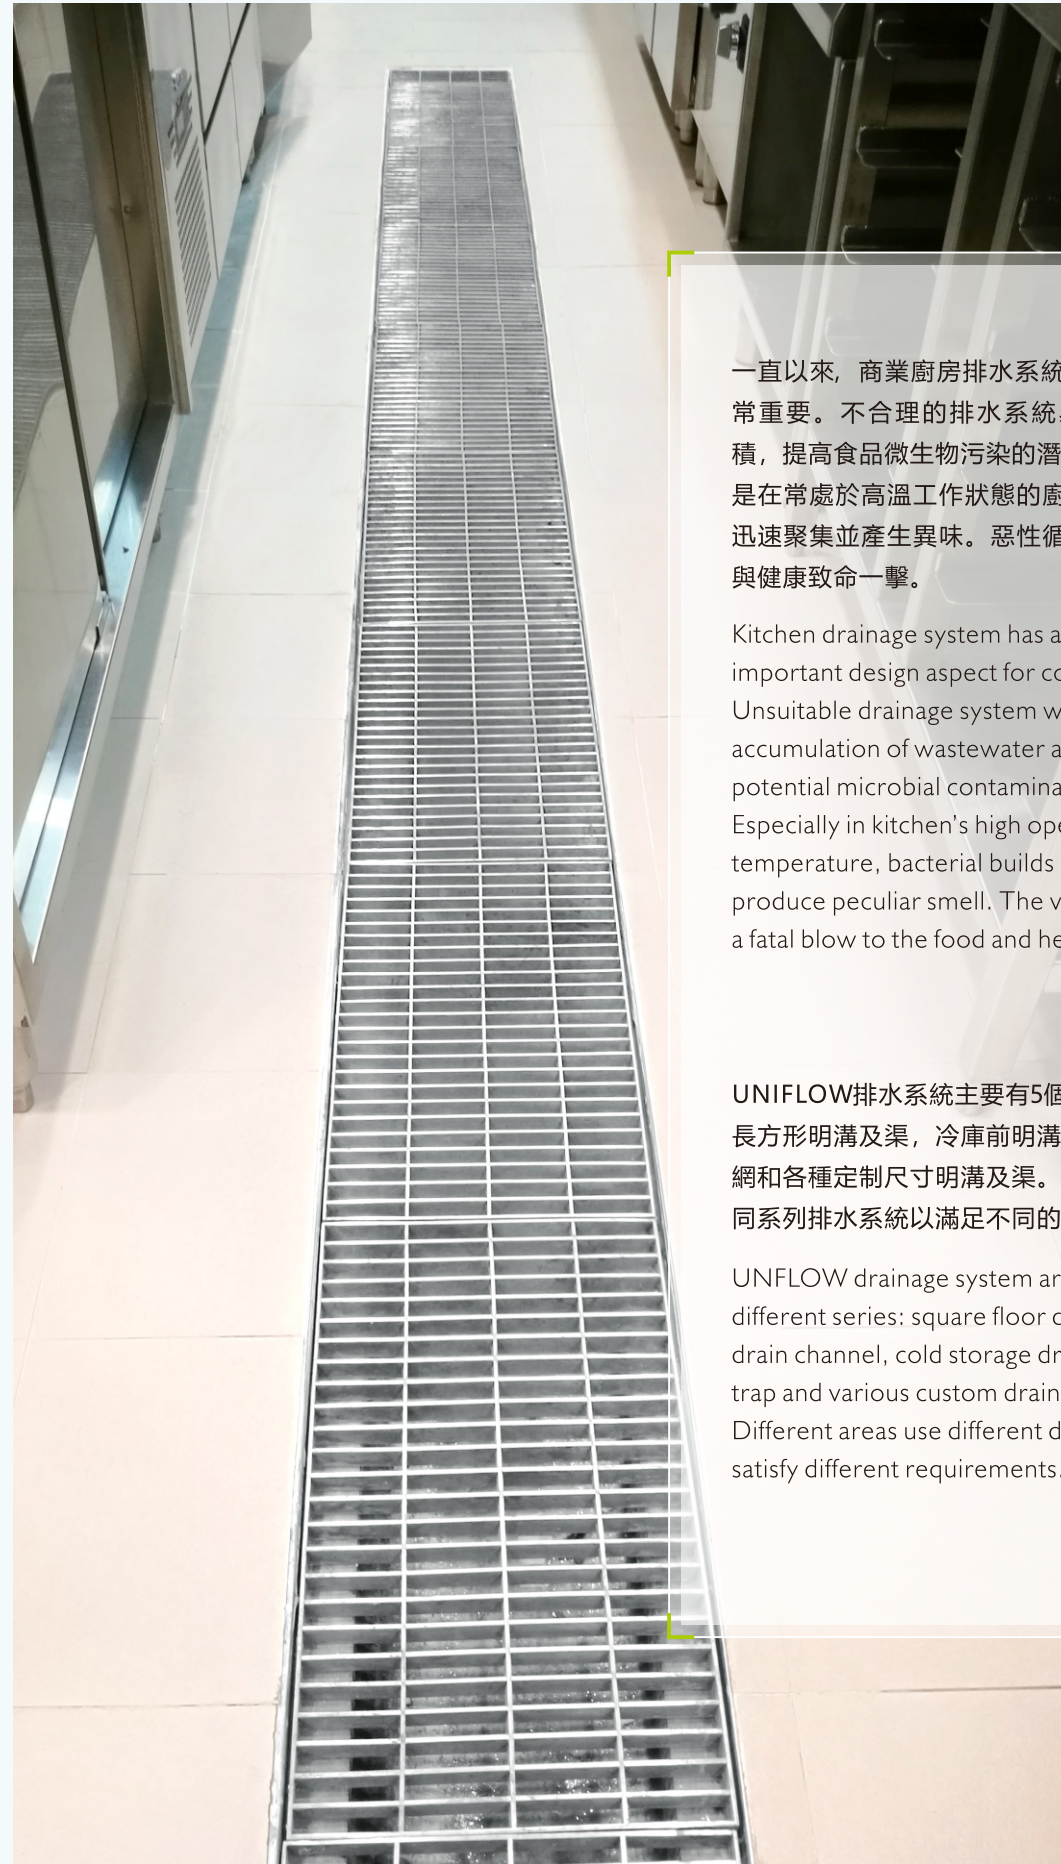 一直以來，商業廚房排水系統
常重要。不合理的排水系統
積，提高食品微生物污染的潛
是在常處於高溫工作狀態的廚
迅速聚集並產生異味。惡性循
與健康致命一擊。
Kitchen drainage system has a
important design aspect for co
Unsuitable drainage system w
accumulation of wastewater a
potential microbial contamina
Especially in kitchen’s high ope
temperature, bacterial builds
produce peculiar smell. The v
a fatal blow to the food and he
UNIFLOW排水系統主要有5個
長方形明溝及渠，冷庫前明溝
網和各種定制尺寸明溝及渠。
同系列排水系統以滿足不同的
UNFLOW drainage system ar
different series: square floor d
drain channel, cold storage dr
trap and various custom drain
Different areas use different d
satisfy different requirements.